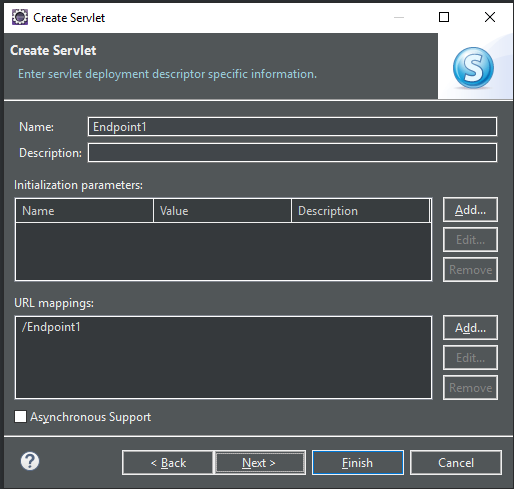 Create Servlet
Create Servlet
Enter servlet deployment descriptor specific information.
S
Name: Endpoint1
Description:
Initialization parameters:
Name Value Description
Add...
Edit...
Remove
URL mappings:
/Endpoint1
Add...
Edit...
Remove
Asynchronous Support
? < Back Next > Finish Cancel